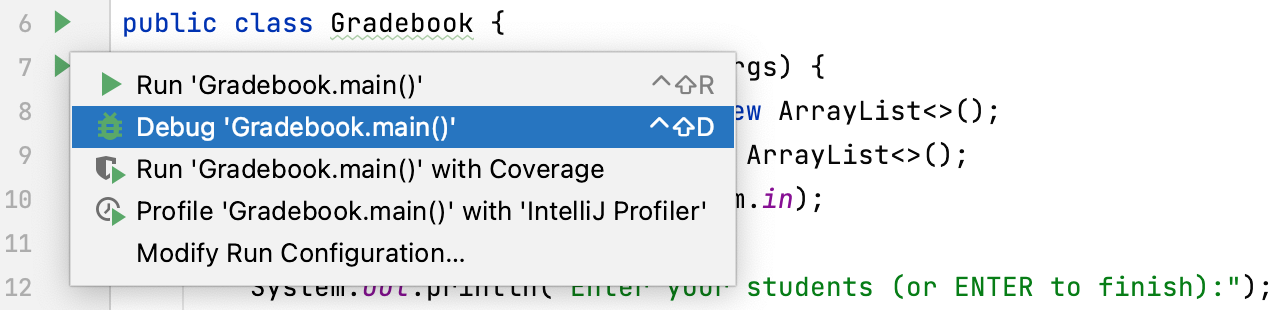 6 public class Gradebook {
7 rgs) {
Run 'Gradebook.main()' ^⇧R
8 ew ArrayList<>();
Debug 'Gradebook.main()' ^⇧D
9 ArrayList<>();
Run 'Gradebook.main()' with Coverage
10 m.in);
Profile 'Gradebook.main()' with 'IntelliJ Profiler'
11
Modify Run Configuration...
12 System.out.println("Enter your students (or ENTER to finish):");